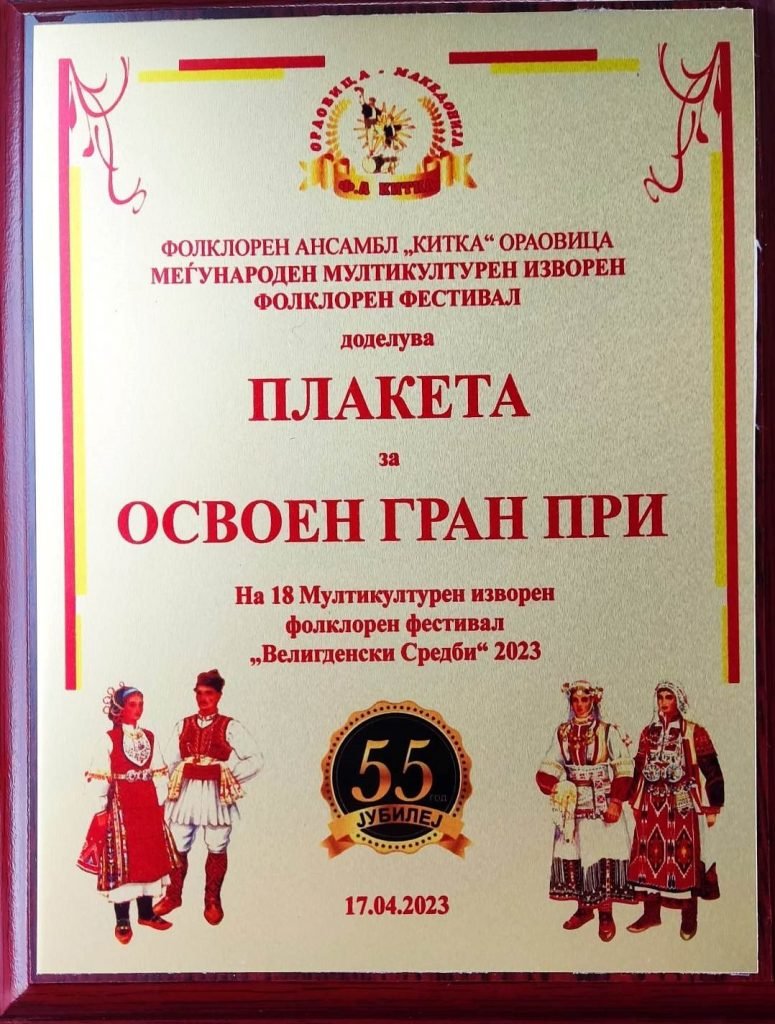 ОРАОВИЦА - МАКЕДОНИЈА
Ф.А КИТКА
ФОЛКЛОРЕН АНСАМБЛ „КИТКА“ ОРАОВИЦА
МЕЃУНАРОДЕН МУЛТИКУЛТУРЕН ИЗВОРЕН
ФОЛКЛОРЕН ФЕСТИВАЛ
доделува
ПЛАКЕТА
за
ОСВОЕН ГРАН ПРИ
На 18 Мултикултурен изворен
фолклорен фестивал
„Велигденски Средби“ 2023
55
год
ЈУБИЛЕЈ
17.04.2023